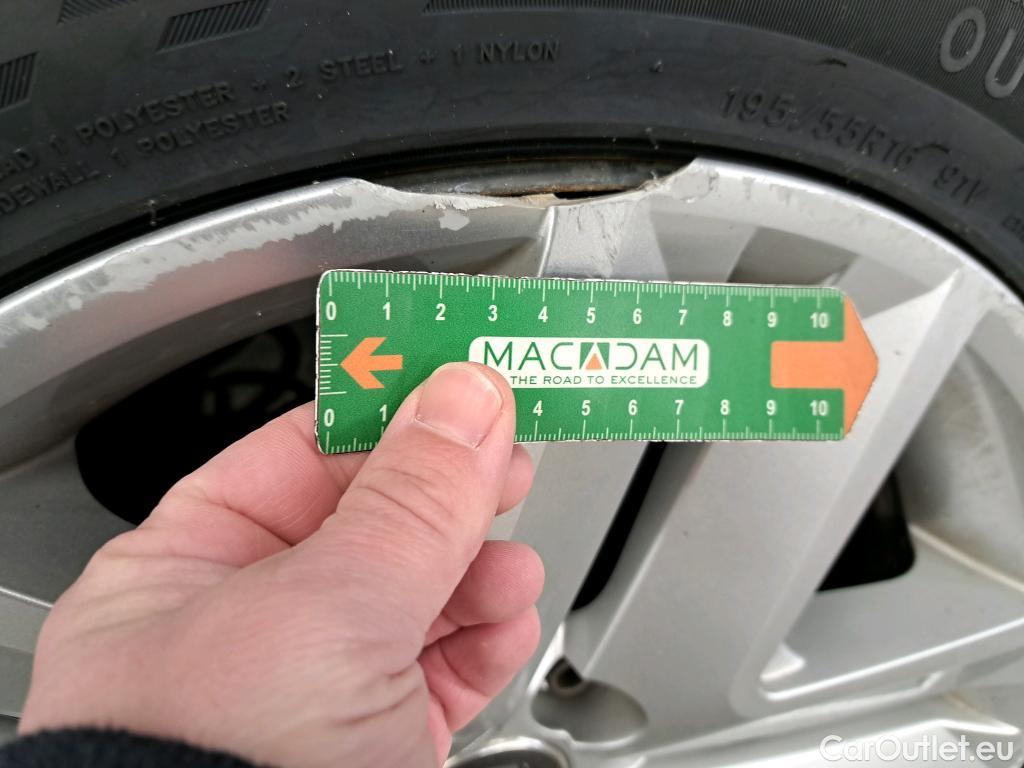 1 POLYESTER + 2 STEEL + 1 NYLON
1 POLYESTER
195/55R16 91V
OU
0 1 2 3 4 5 6 7 8 9 10
MACADAM
THE ROAD TO EXCELLENCE
0 1 4 5 6 7 8 9 10
CarOutlet.eu